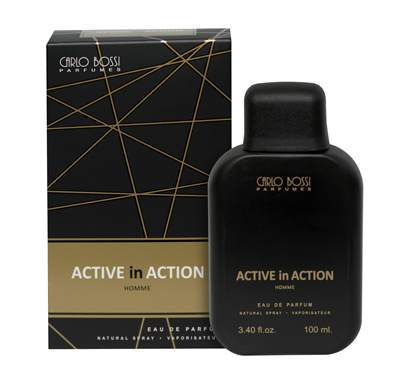 CARLO BOSSI
PARFUMES
ACTIVE in ACTION
HOMME
EAU DE PARFU
NATURAL SPRAY • VAPORISATEUR
CARLO BOSSI
PARFUMES
ACTIVE in ACTION
HOMME
EAU DE PARFUM
NATURAL SPRAY • VAPORISATEUR
3.40 fl.oz. 100 ml.